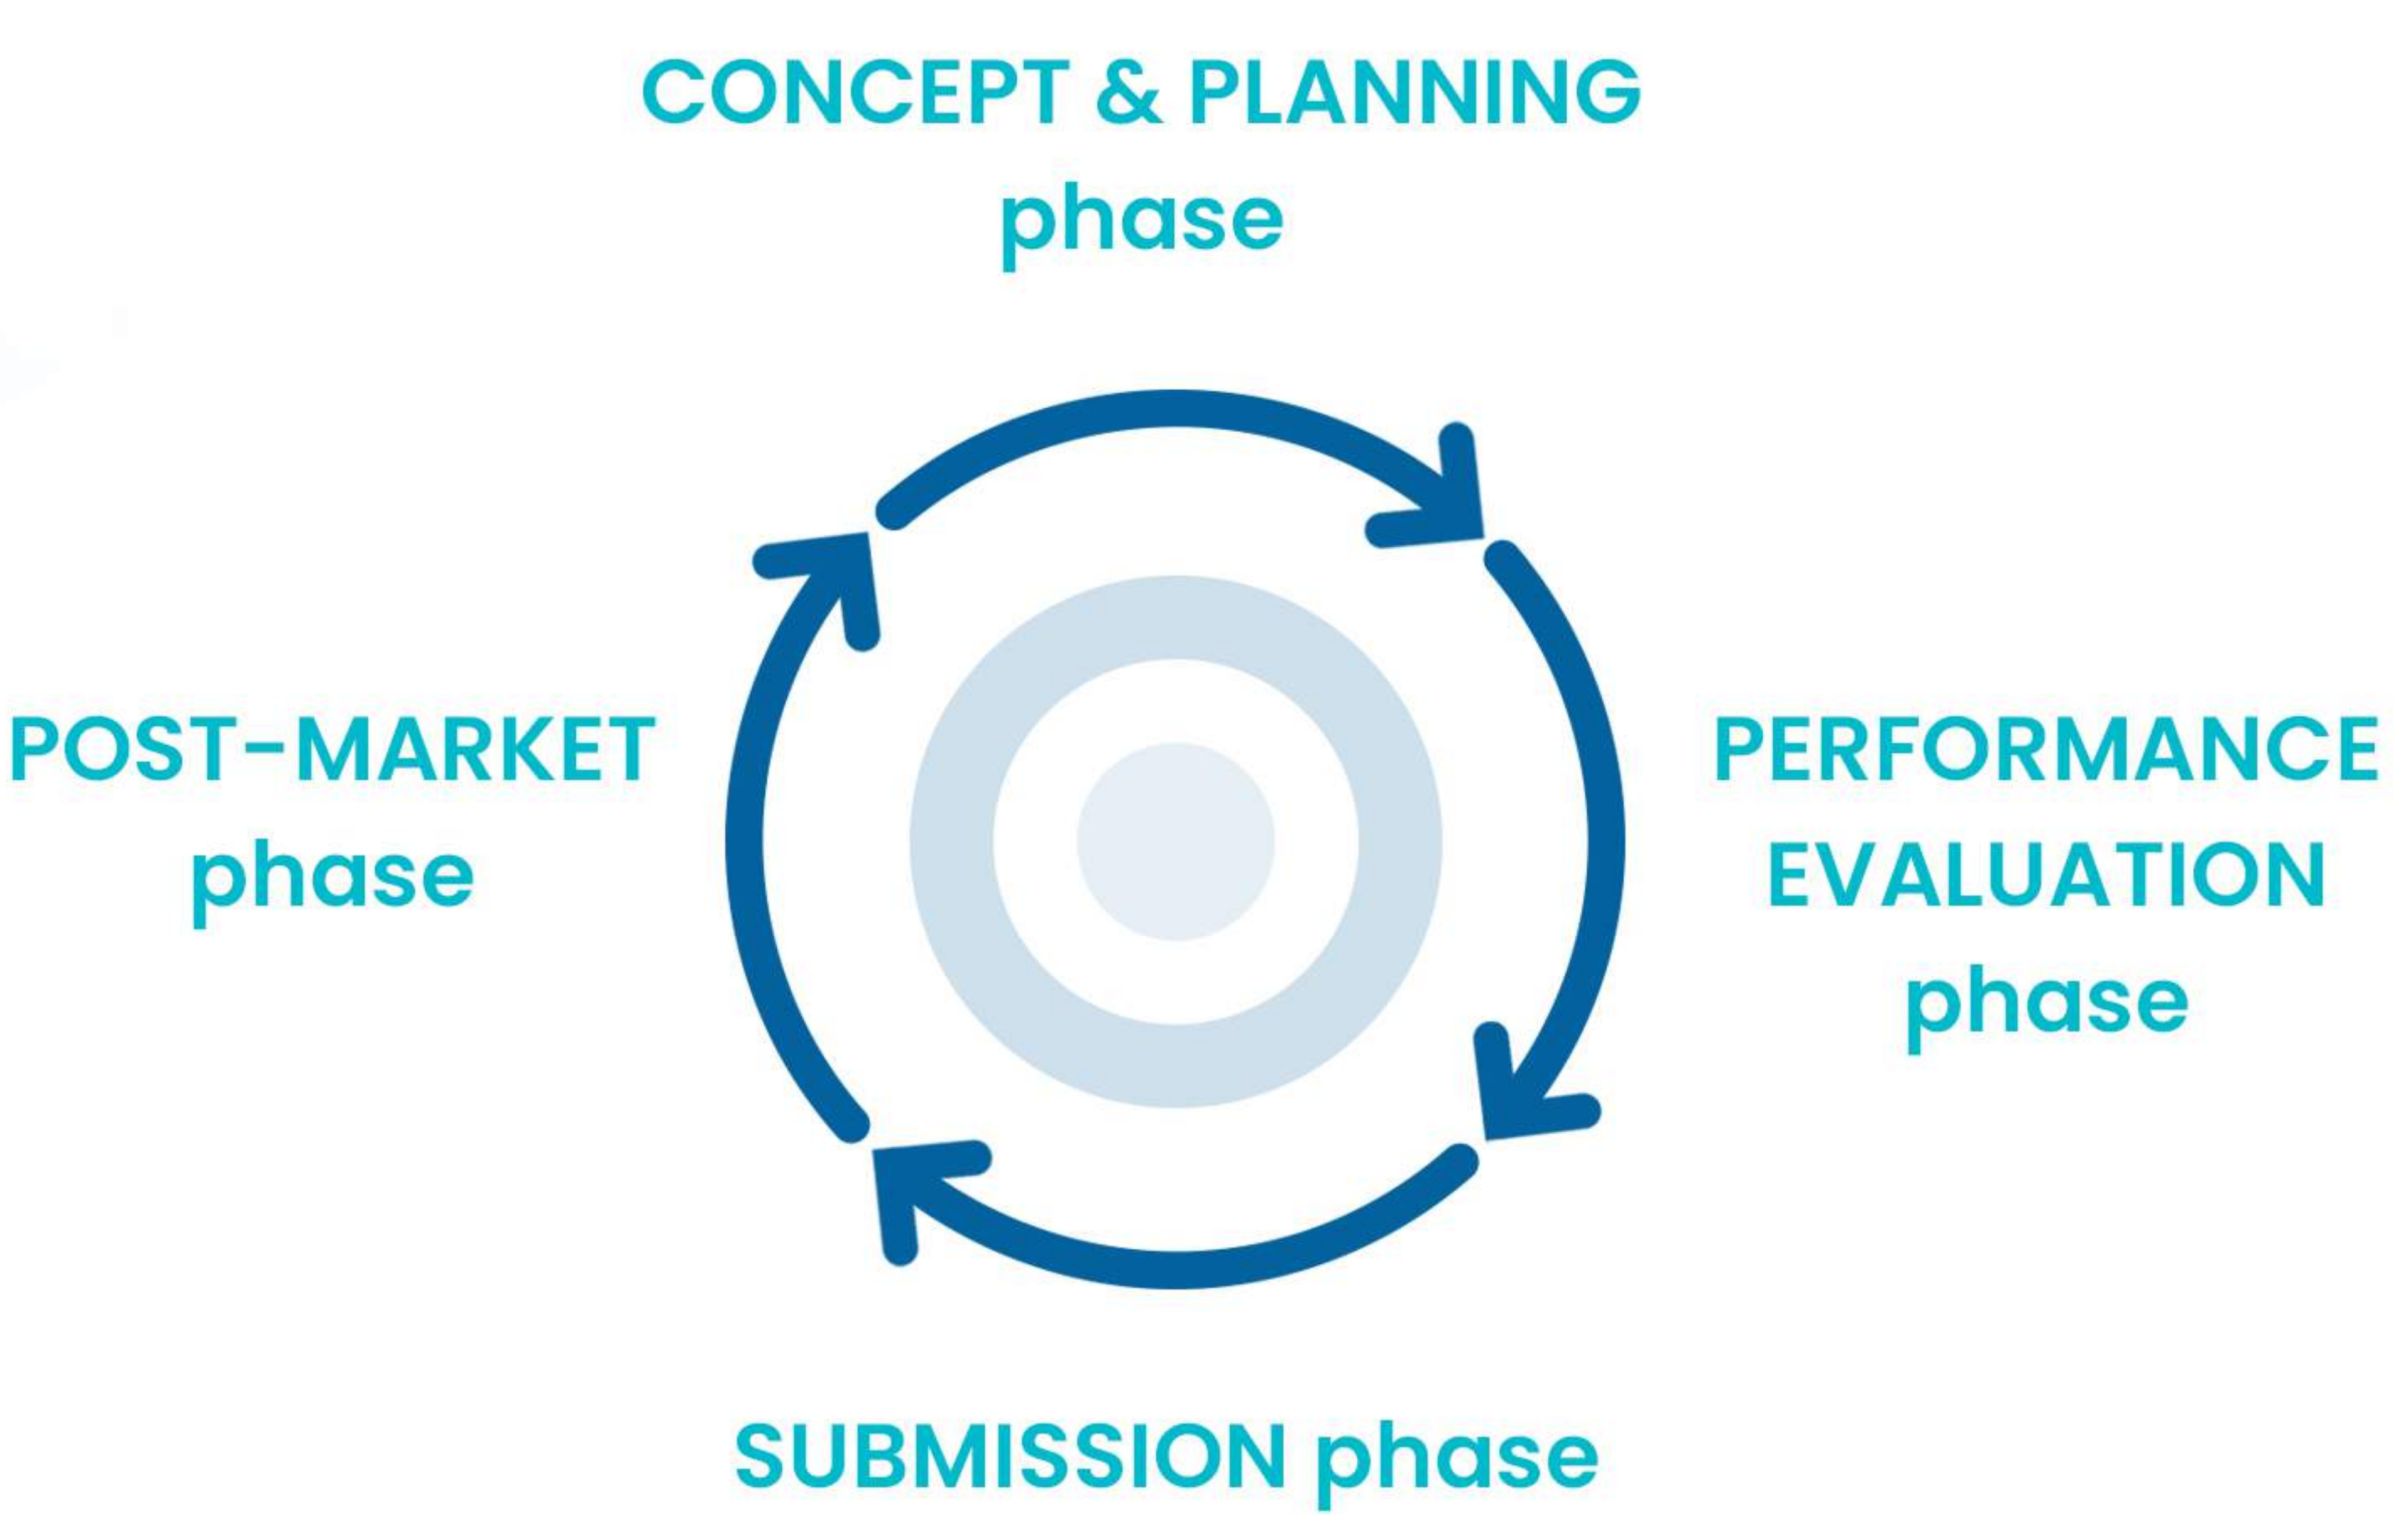 CONCEPT & PLANNING
phase
POST-MARKET
phase
PERFORMANCE
EVALUATION
phase
SUBMISSION phase